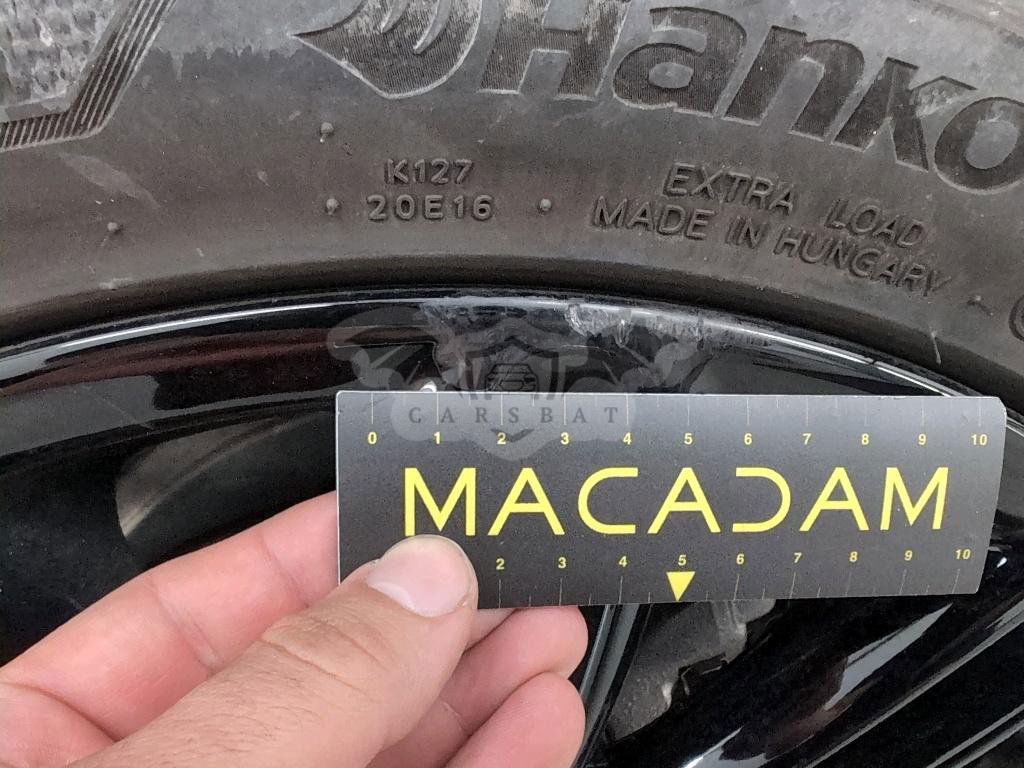 Hanko
K127
20E16
EXTRA LOAD
MADE IN HUNGARY
CARSBAT
0 1 2 3 4 5 6 7 8 9 10
MACADAM
2 3 4 5 6 7 8 9 10